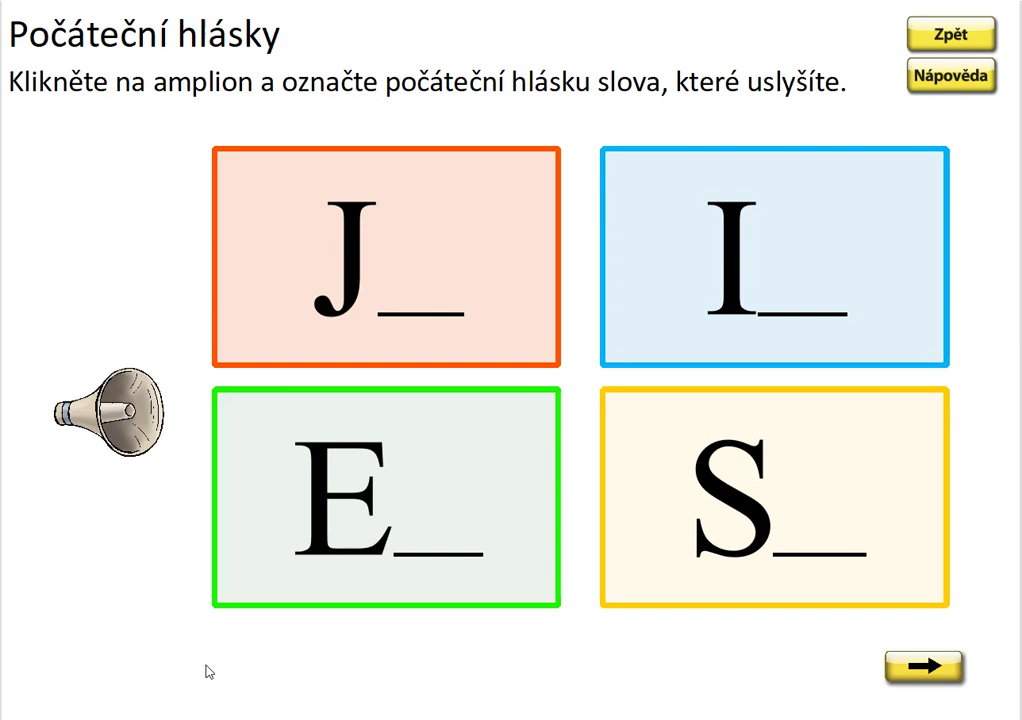 Počáteční hlásky
Zpět
Klikněte na amplion a označte počáteční hlásku slova, které uslyšíte.
Nápověda
J__
I__
E__
S__